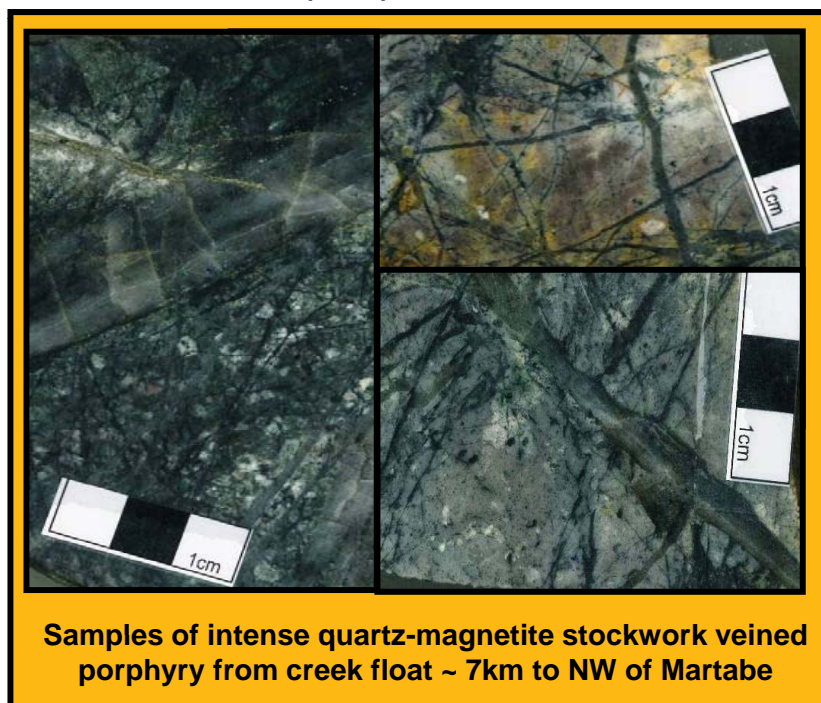 1cm
1cm
1cm
Samples of intense quartz-magnetite stockwork veined
porphyry from creek float ~ 7km to NW of Martabe